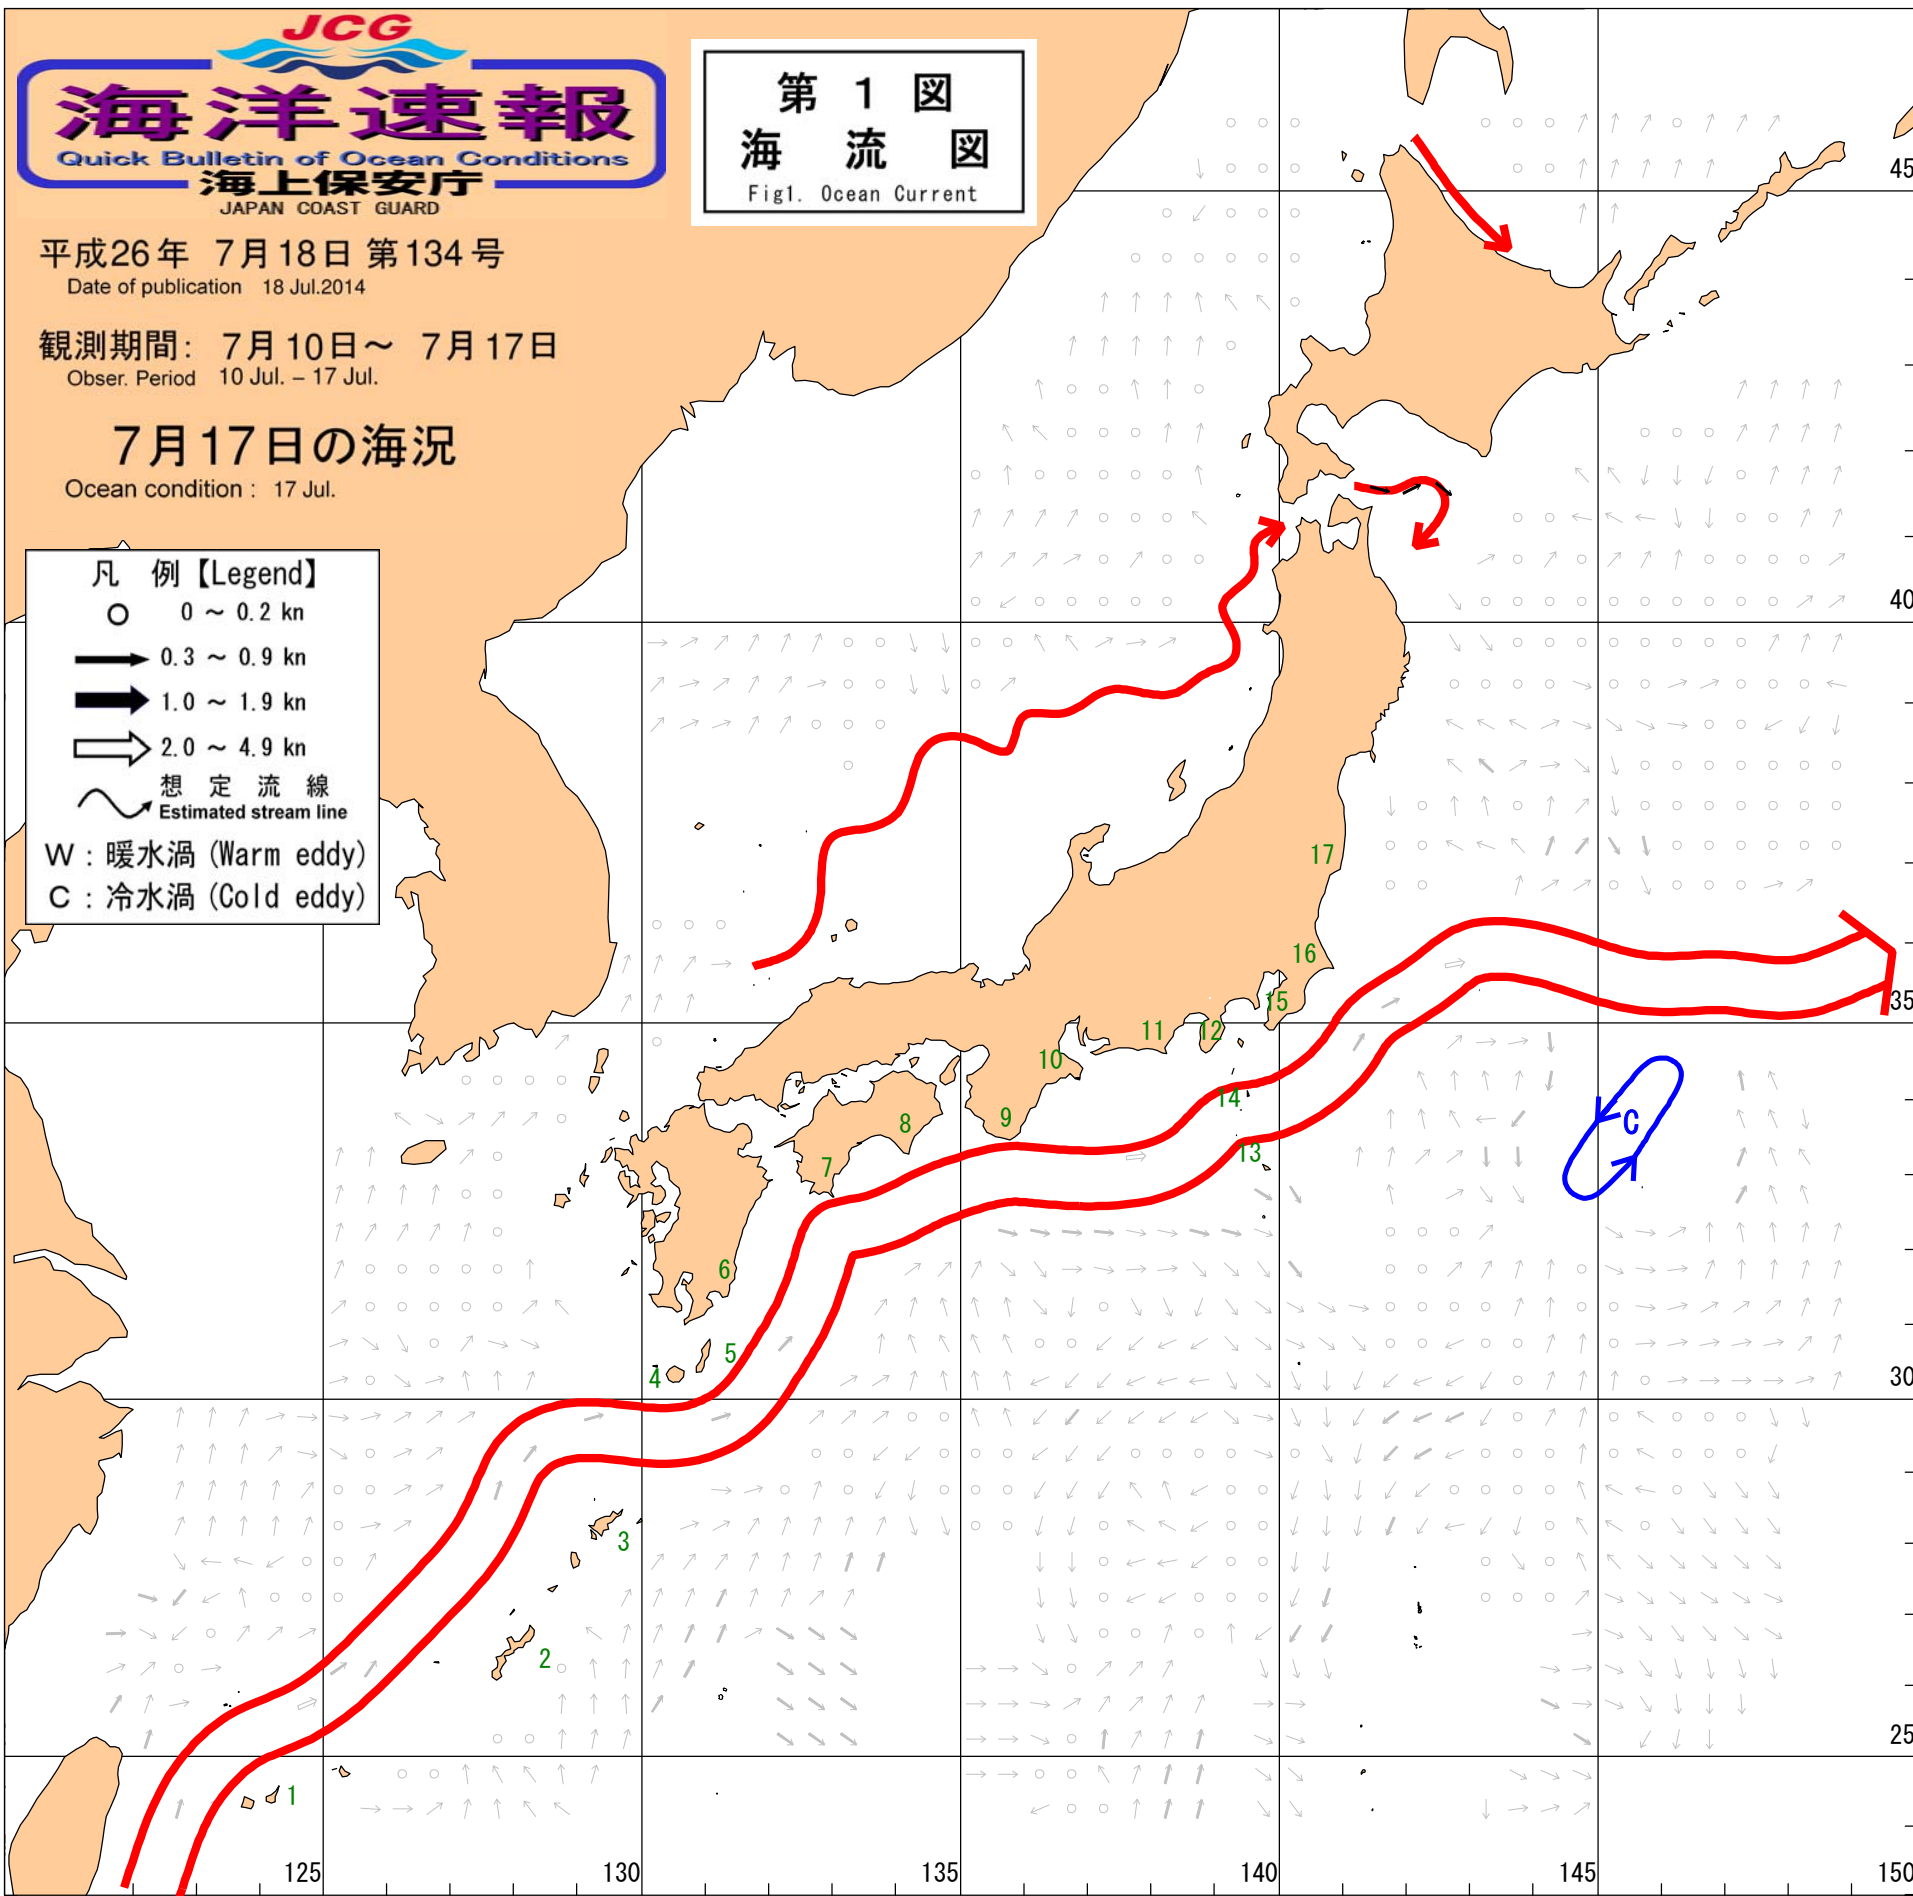 JCG
海洋速報
Quick Bulletin of Ocean Conditions
海上保安庁
JAPAN COAST GUARD
第 1 図
海 流 図
Fig1. Ocean Current
平成26年 7月18日 第134号
Date of publication 18 Jul.2014
観測期間: 7月10日～ 7月17日
Obser. Period 10 Jul. – 17 Jul.
7月17日の海況
Ocean condition : 17 Jul.
凡 例【Legend】
0 ～ 0.2 kn
0.3 ～ 0.9 kn
1.0 ～ 1.9 kn
2.0 ～ 4.9 kn
想 定 流 線
Estimated stream line
W : 暖水渦 (Warm eddy)
C : 冷水渦 (Cold eddy)
45
40
17
16
35
15
12
11
10
14
C
9
8
13
7
6
5
4
30
3
2
25
1
125
130
135
140
145
150